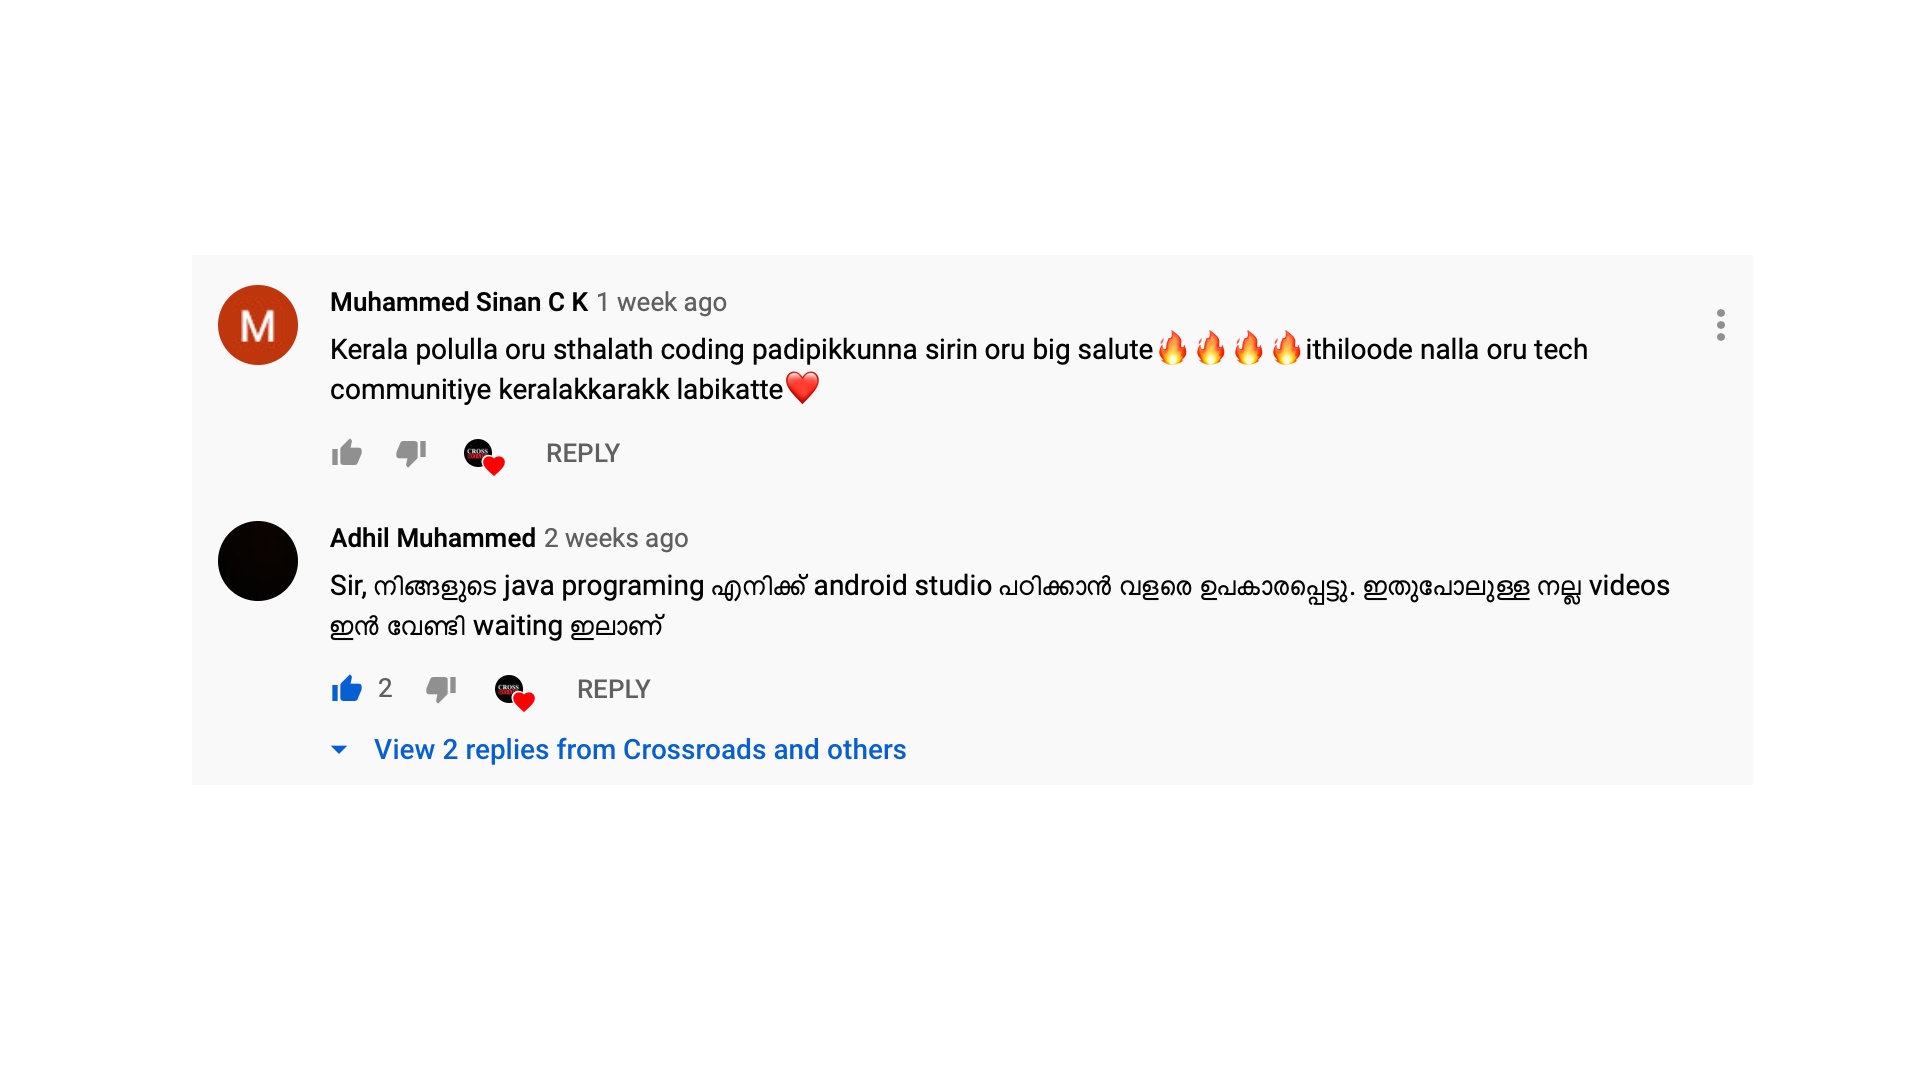 M
Muhammed Sinan C K 1 week ago
Kerala polulla oru sthalath coding padipikkunna sirin oru big salute🔥🔥🔥🔥ithiloode nalla oru tech
communitiye keralakkarakk labikatte❤️
CROSS
REPLY
Adhil Muhammed 2 weeks ago
Sir, നിങ്ങളുടെ java programing എനിക്ക് android studio പഠിക്കാൻ വളരെ ഉപകാരപ്പെട്ടു. ഇതുപോലുള്ള നല്ല videos
ഇൻ വേണ്ടി waiting ഇലാണ്
2
CROSS
REPLY
View 2 replies from Crossroads and others